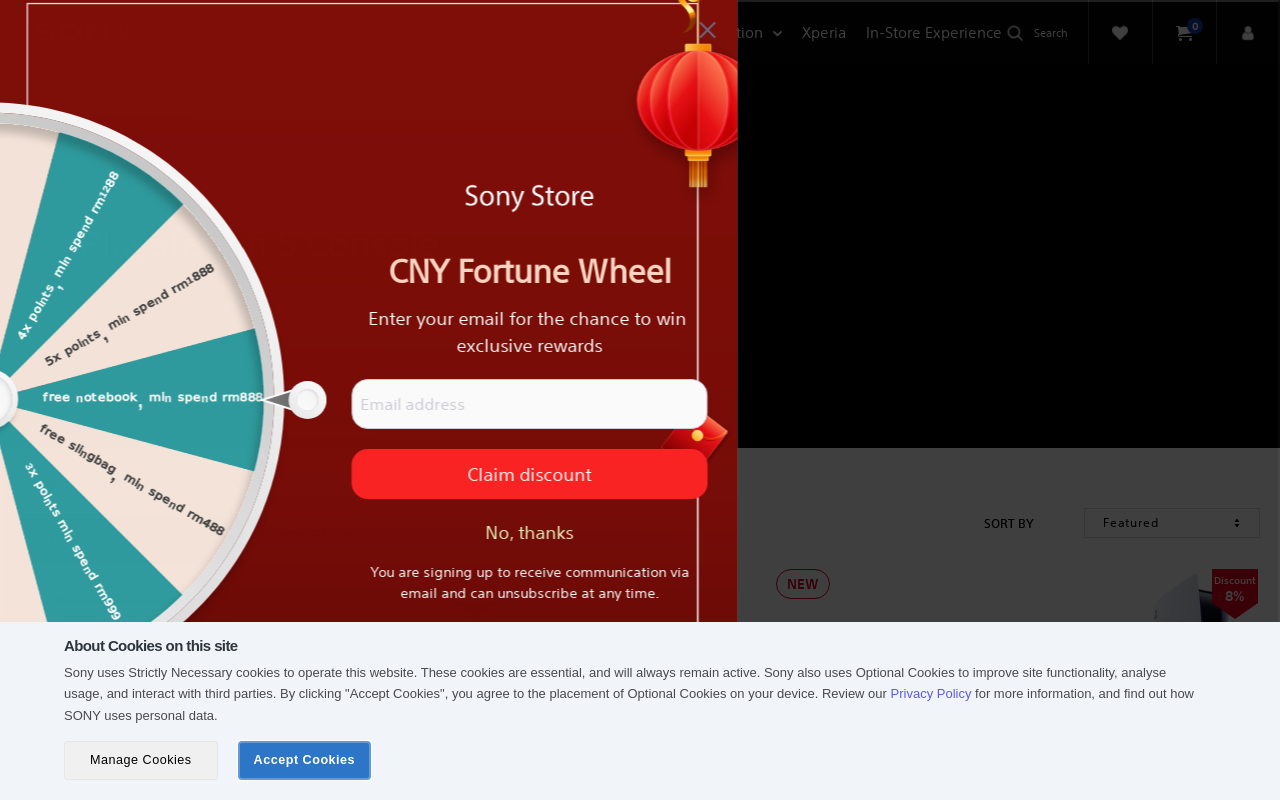 tion
Xperia
In-Store Experience
Search
0
4x points, min spend rm1288
5x points, min spend rm1888
free notebook, min spend rm888
free slingbag, min spend rm488
3x points min spend rm999
Sony Store
CNY Fortune Wheel
Enter your email for the chance to win
exclusive rewards
Email address
Claim discount
No, thanks
You are signing up to receive communication via
email and can unsubscribe at any time.
SORT BY
Featured
NEW
Discount
8%
About Cookies on this site
Sony uses Strictly Necessary cookies to operate this website. These cookies are essential, and will always remain active. Sony also uses Optional Cookies to improve site functionality, analyse
usage, and interact with third parties. By clicking "Accept Cookies", you agree to the placement of Optional Cookies on your device. Review our Privacy Policy for more information, and find out how
SONY uses personal data.
Manage Cookies
Accept Cookies